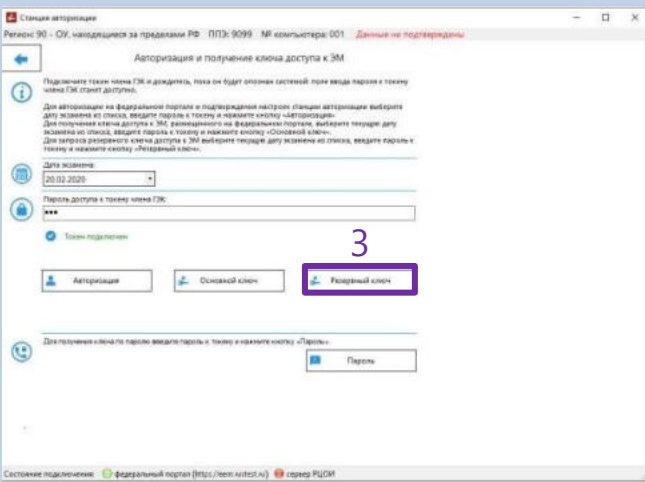 Станция авторизации
Регион: 90 - ОУ, находящиеся за пределами РФ ППЭ: 9099 № компьютера: 001 Данные не подтверждены
Авторизация и получение ключа доступа к ЭМ
Подключите токен члена ГЭК и дождитесь, пока он будет опознан системой: поле ввода пароля к токену
члена ГЭК станет доступно.
Для авторизации на федеральном портале и подтверждения настроек станции авторизации выберите
дату экзамена из списка, введите пароль к токену и нажмите кнопку «Авторизация»
Для получения ключа доступа к ЭМ, размещенного на федеральном портале, выберите текущую дату
экзамена из списка, введите пароль к токену и нажмите кнопку «Основной ключ».
Для запроса резервного ключа доступа к ЭМ выберите текущую дату экзамена из списка, введите пароль к
токену и нажмите кнопку «Резервный ключ».
Дата экзамена:
20.02.2020
Пароль доступа к токену члена ГЭК:
•••
Токен подключен
3
Авторизация
Основной ключ
Резервный ключ
Для получения ключа по паролю введите пароль к токену и нажмите кнопку «Пароль».
Пароль
Состояние подключения: федеральный портал (https://eem.rustest.ru) сервер РЦОИ